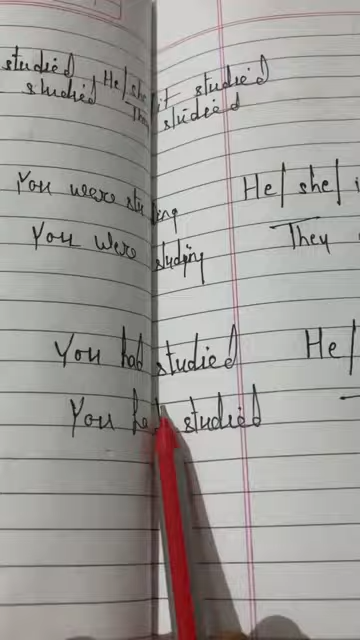 studied He/she/it studied
studied They studied
You were studying He/she/
You were studying They
You had studied He/
You had studied